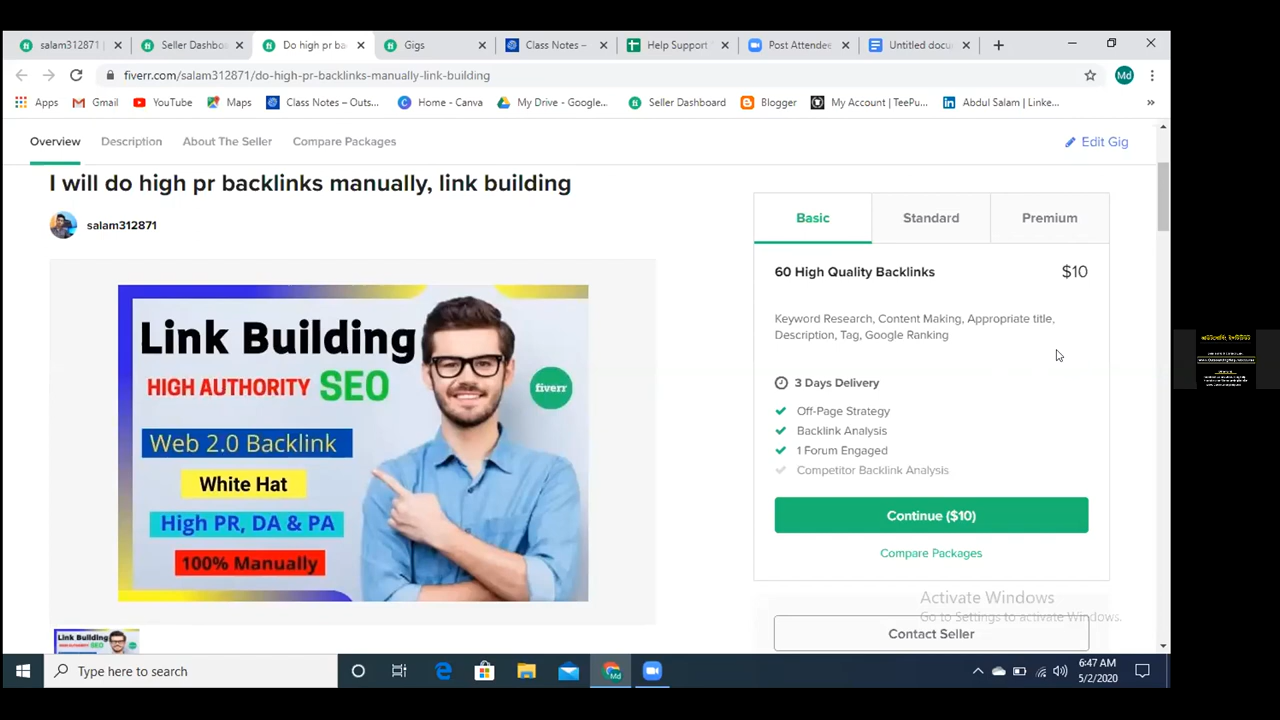 salam312871 |
Seller Dashbo
Do high pr ba
Gigs
Class Notes –
Help Support
Post Attendee
Untitled docu
fiverr.com/salam312871/do-high-pr-backlinks-manually-link-building
Md
Apps
Gmail
YouTube
Maps
Class Notes – Outs...
Home - Canva
My Drive - Google...
Seller Dashboard
Blogger
My Account | TeePu...
Abdul Salam | Linke...
Overview
Description
About The Seller
Compare Packages
Edit Gig
I will do high pr backlinks manually, link building
salam312871
Link Building
HIGH AUTHORITY SEO
fiverr
Web 2.0 Backlink
White Hat
High PR, DA & PA
100% Manually
Basic
Standard
Premium
60 High Quality Backlinks
$10
Keyword Research, Content Making, Appropriate title,
Description, Tag, Google Ranking
3 Days Delivery
Off-Page Strategy
Backlink Analysis
1 Forum Engaged
Competitor Backlink Analysis
Continue ($10)
Compare Packages
Activate Windows
Go to Settings to activate Windows.
Contact Seller
Link Building
HIGH AUTHORITY SEO
Type here to search
Md
6:47 AM
5/2/2020